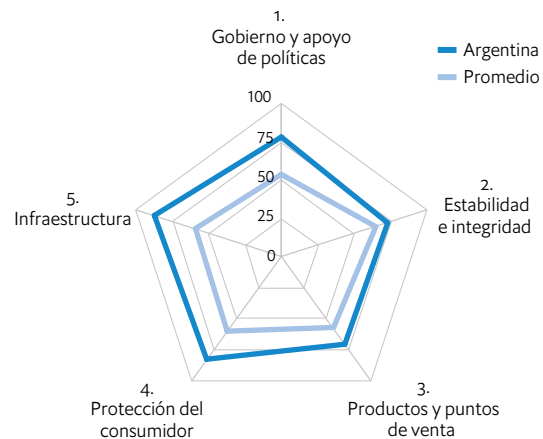 1.
Gobierno y apoyo
de políticas
Argentina
Promedio
100
75
50
25
0
2.
Estabilidad
e integridad
3.
Productos y puntos
de venta
4.
Protección del
consumidor
5.
Infraestructura